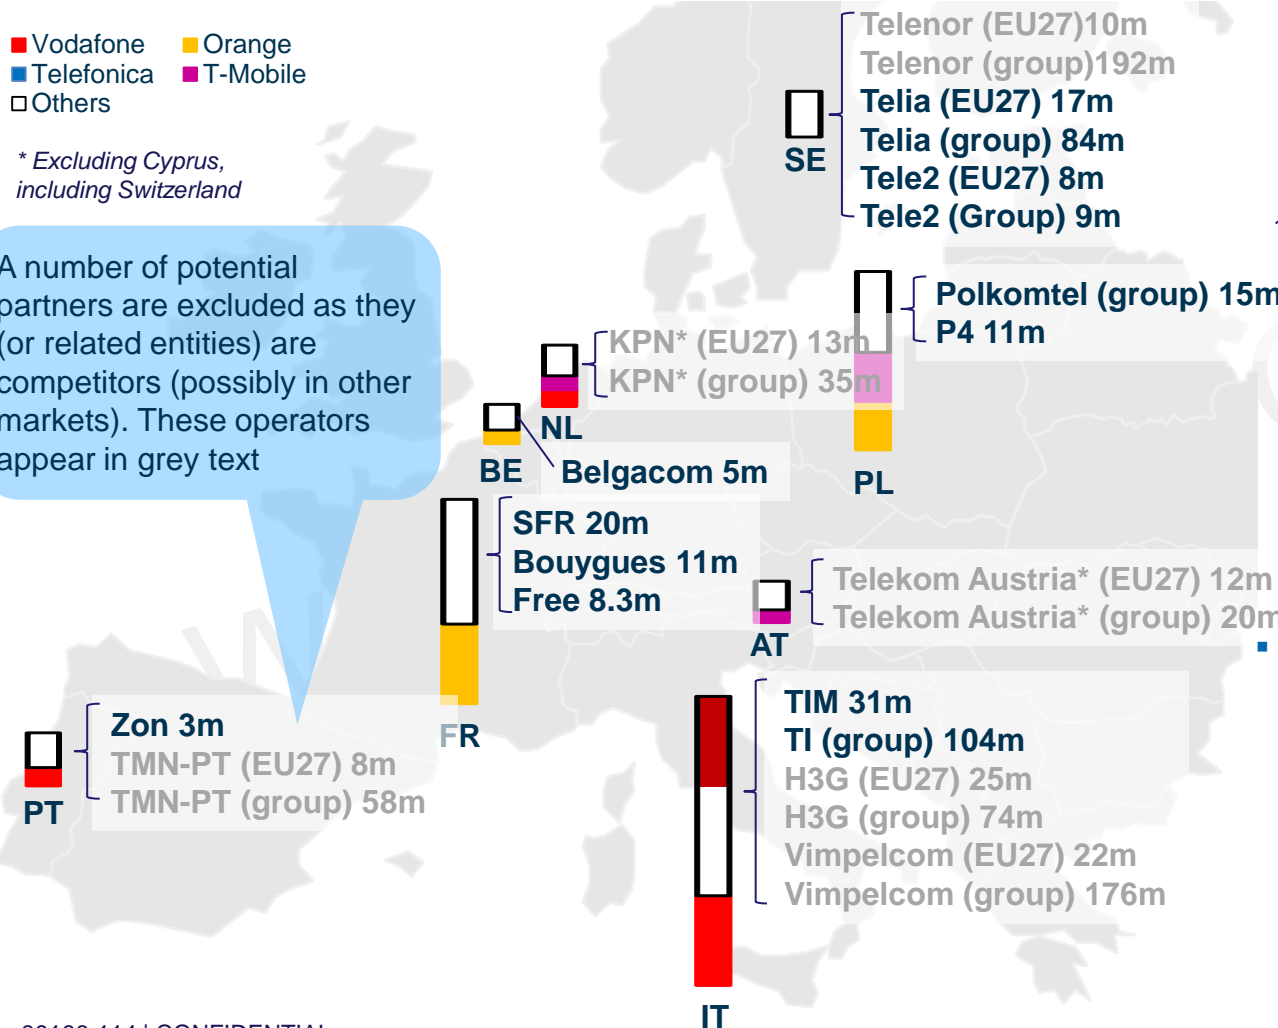 Vodafone
Orange
Telefonica
T-Mobile
Others
* Excluding Cyprus,
including Switzerland
A number of potential
partners are excluded as they
(or related entities) are
competitors (possibly in other
markets). These operators
appear in grey text
Telenor (EU27)10m
Telenor (group)192m
Telia (EU27) 17m
Telia (group) 84m
Tele2 (EU27) 8m
Tele2 (Group) 9m
SE
Polkomtel (group) 15m
P4 11m
PL
KPN* (EU27) 13m
KPN* (group) 35m
NL
BE
Belgacom 5m
SFR 20m
Bouygues 11m
Free 8.3m
FR
Telekom Austria* (EU27) 12m
Telekom Austria* (group) 20m
AT
Zon 3m
TMN-PT (EU27) 8m
TMN-PT (group) 58m
PT
TIM 31m
TI (group) 104m
H3G (EU27) 25m
H3G (group) 74m
Vimpelcom (EU27) 22m
Vimpelcom (group) 176m
IT
CONFIDENTIAL